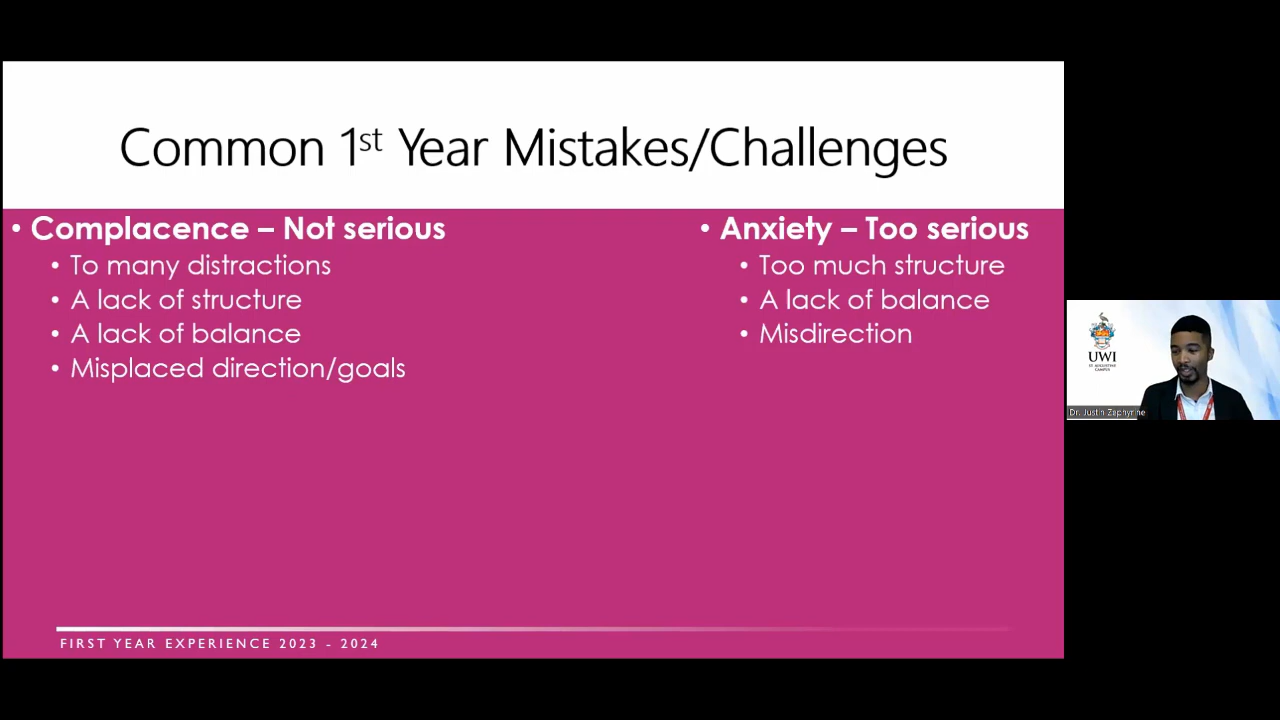 Common 1st Year Mistakes/Challenges
• Complacence – Not serious
• To many distractions
• A lack of structure
• A lack of balance
• Misplaced direction/goals
• Anxiety – Too serious
• Too much structure
• A lack of balance
• Misdirection
FIRST YEAR EXPERIENCE 2023 - 2024
UWI
ST. AUGUSTINE
CAMPUS
Dr. Justin Zephyrine